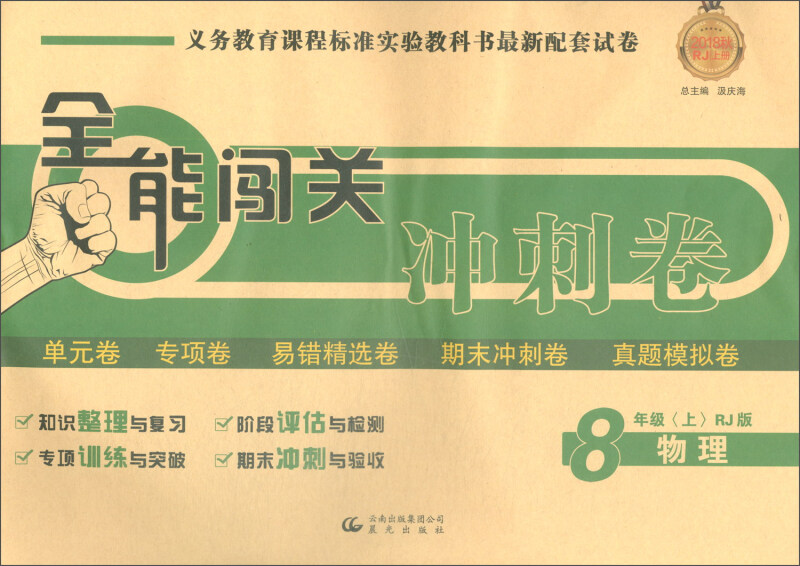 义务教育课程标准实验教科书最新配套试卷
2018秋
RJ上册
总主编 汲庆海
全能闯关
冲刺卷
单元卷 专项卷 易错精选卷 期末冲刺卷 真题模拟卷
知识整理与复习 阶段评估与检测
专项训练与突破 期末冲刺与验收
8年级（上）RJ版
物理
云南出版集团公司
晨光出版社